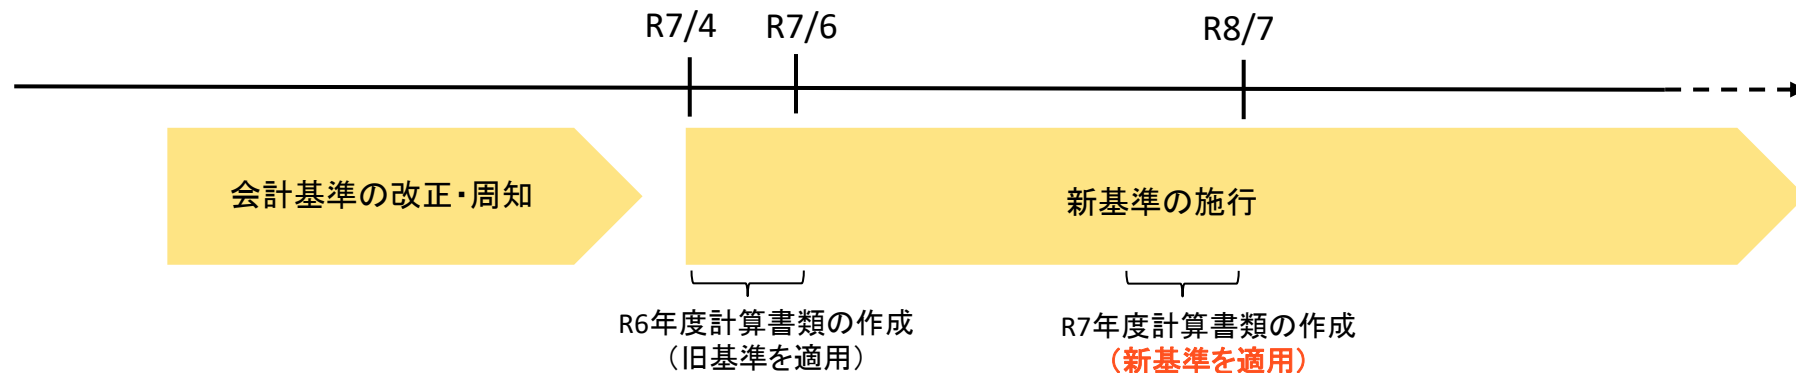 R7/4
R7/6
R8/7
会計基準の改正・周知
新基準の施行
R6年度計算書類の作成
（旧基準を適用）
R7年度計算書類の作成
（新基準を適用）